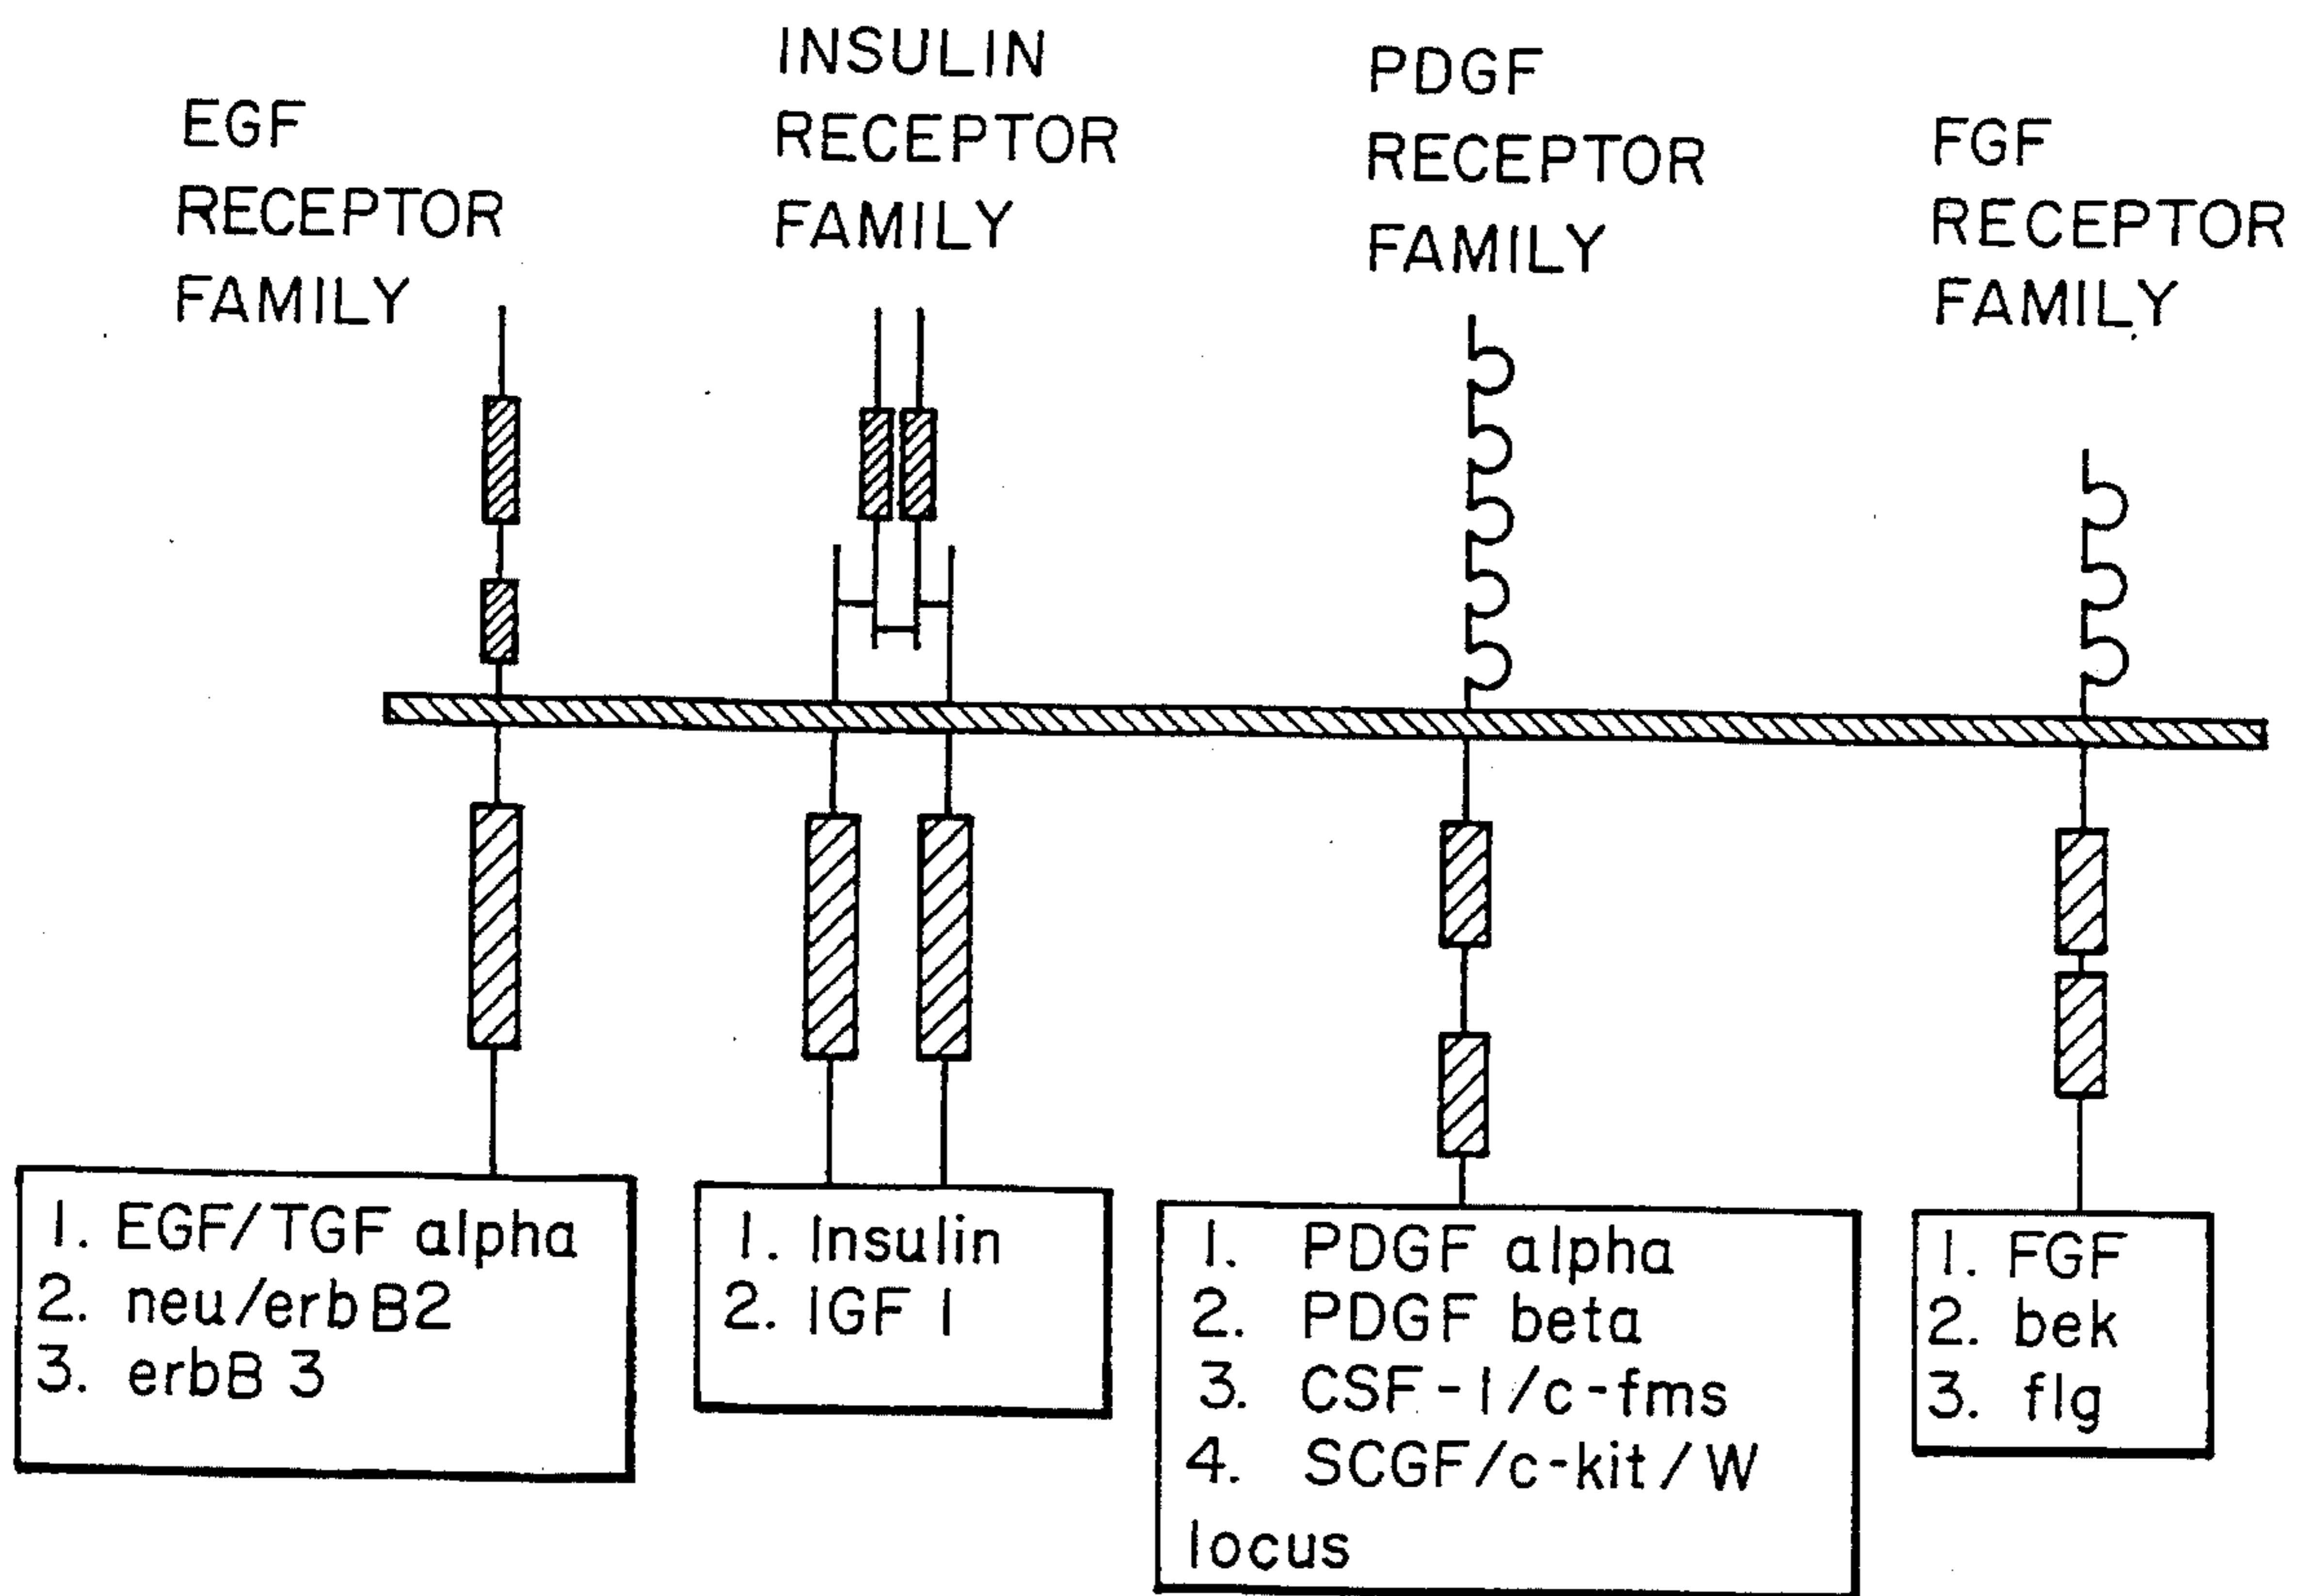 EGF
RECEPTOR
FAMILY
INSULIN
RECEPTOR
FAMILY
PDGF
RECEPTOR
FAMILY
FGF
RECEPTOR
FAMILY
1. EGF/TGF alpha
2. neu/erbB2
3. erbB 3
1. Insulin
2. IGF 1
1. PDGF alpha
2. PDGF beta
3. CSF-1/c-fms
4. SCGF/c-kit/W
locus
1. FGF
2. bek
3. flg